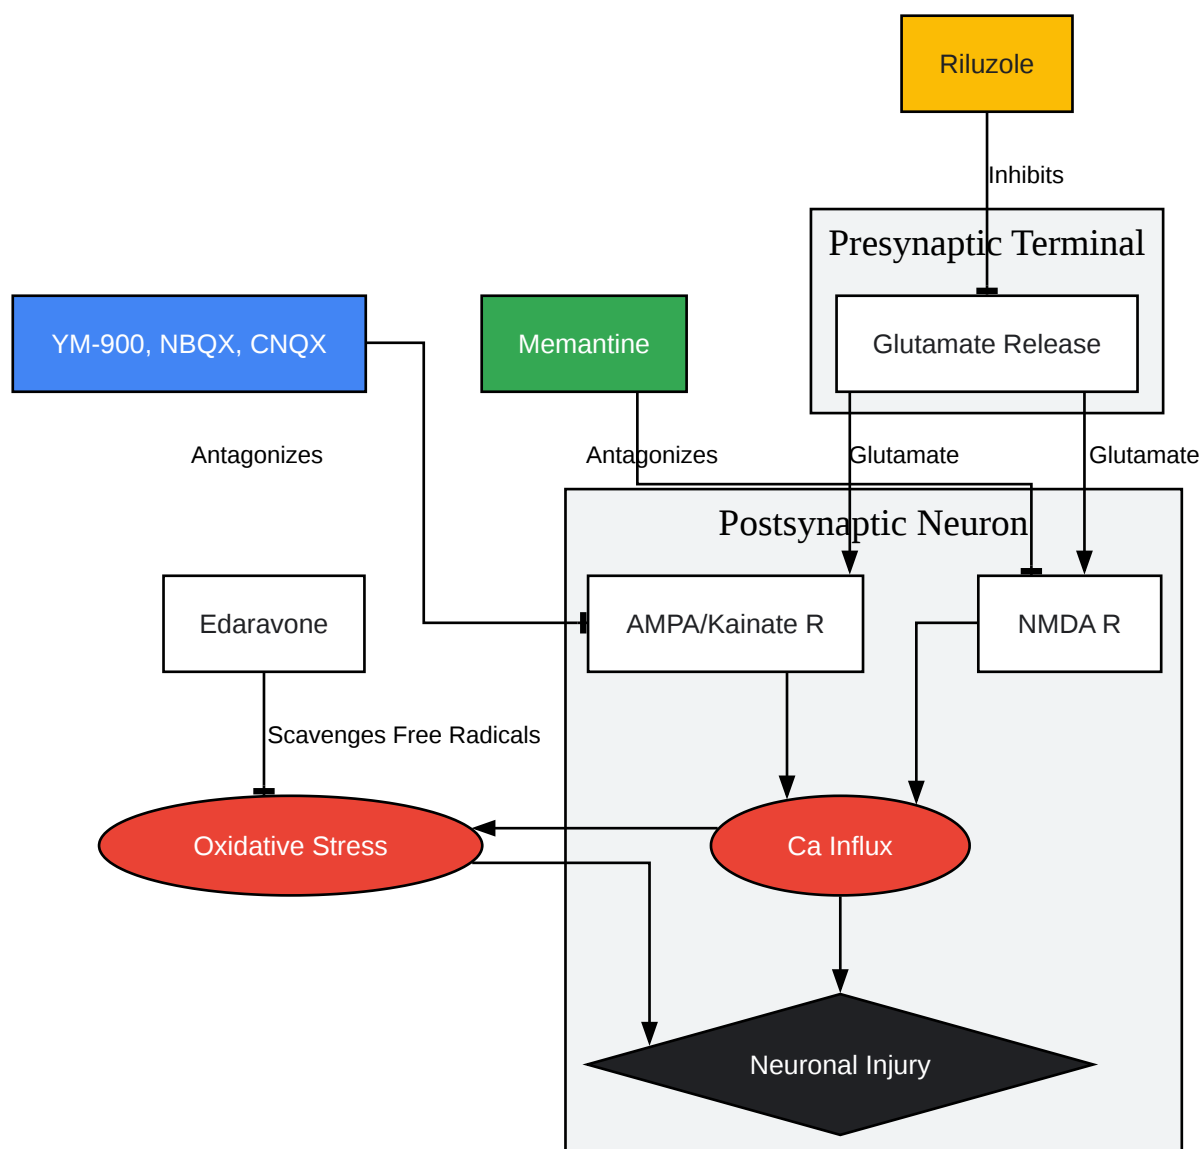 Riluzole
Inhibits
Presynaptic Terminal
YM-900, NBQX, CNQX
Memantine
Glutamate Release
Antagonizes
Antagonizes
Glutamate
Glutamate
Postsynaptic Neuron
Edaravone
AMPA/Kainate R
NMDA R
Scavenges Free Radicals
Oxidative Stress
Ca Influx
Neuronal Injury